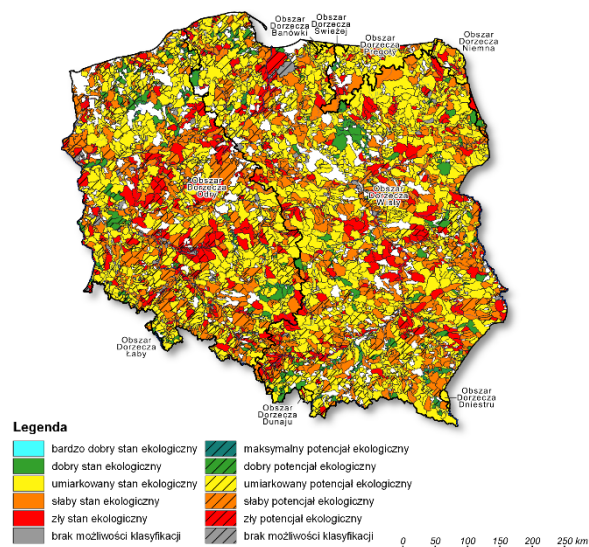 Obszar
Dorzecza
Banówki
Obszar
Dorzecza
Świeżej
Obszar
Dorzecza
Pregoły
Obszar
Dorzecza
Niemna
Obszar
Dorzecza
Odry
Obszar
Dorzecza
Wisły
Obszar
Dorzecza
Łaby
Obszar
Dorzecza
Dunaju
Obszar
Dorzecza
Dniestru
Legenda
bardzo dobry stan ekologiczny
dobry stan ekologiczny
umiarkowany stan ekologiczny
słaby stan ekologiczny
zły stan ekologiczny
brak możliwości klasyfikacji
maksymalny potencjał ekologiczny
dobry potencjał ekologiczny
umiarkowany potencjał ekologiczny
słaby potencjał ekologiczny
zły potencjał ekologiczny
brak możliwości klasyfikacji
0 50 100 150 200 250 km